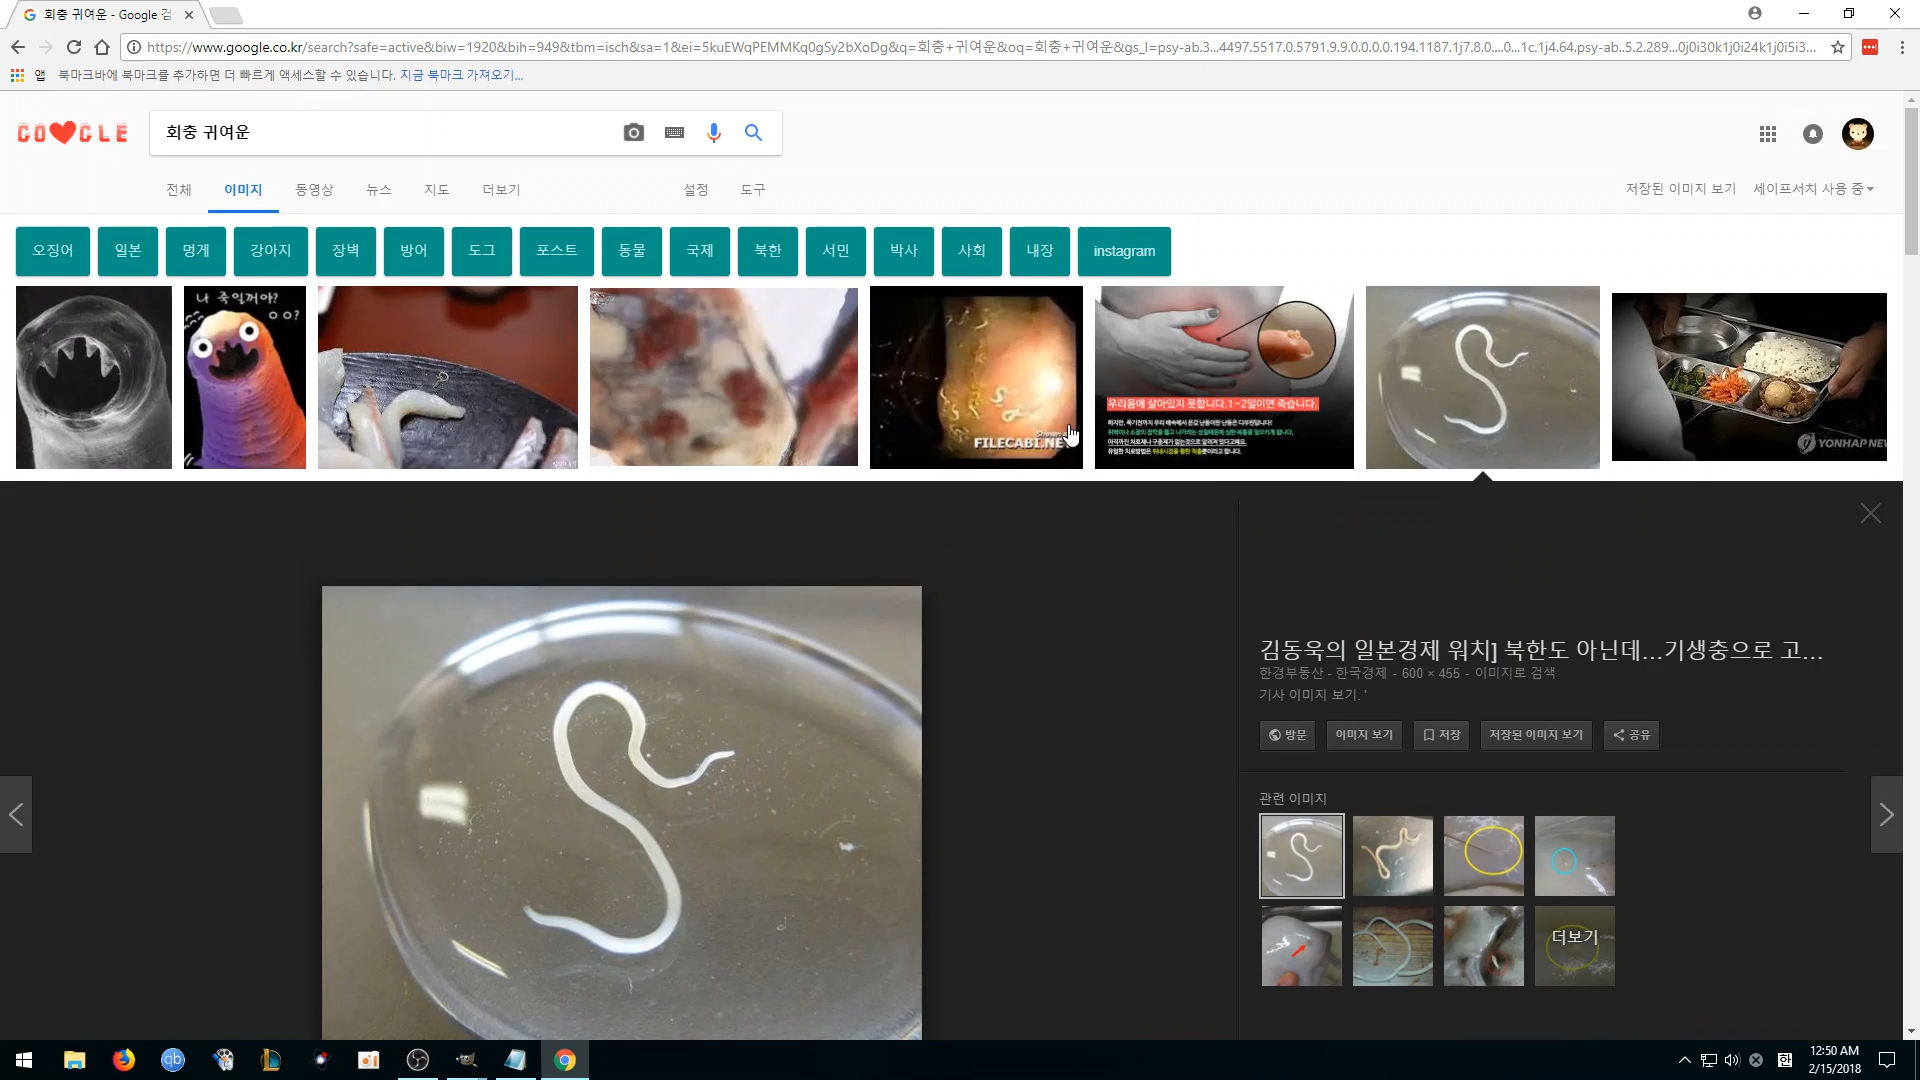 회충 귀여운 - Google 검
https://www.google.co.kr/search?safe=active&biw=1920&bih=949&tbm=isch&sa=1&ei=5kuEWqPEMMKq0gSy2bXoDg&q=회충+귀여운&oq=회충+귀여운&gs_l=psy-ab.3...4497.5517.0.5791.9.9.0.0.0.0.194.1187.1j7.8.0....0...1c.1j4.64.psy-ab..5.2.289...0j0i30k1j0i24k1j0i5i3...
앱 북마크바에 북마크를 추가하면 더 빠르게 액세스할 수 있습니다. 지금 북마크 가져오기...
GO GLE
회충 귀여운
전체 이미지 동영상 뉴스 지도 더보기 설정 도구
저장된 이미지 보기 세이프서치 사용 중
오징어 일본 멍게 강아지 장벽 방어 도그 포스트 동물 국제 북한 서민 박사 사회 내장 instagram
나 죽일꺼야?
ㅇㅇ?
FILECABI.NE
우리몸에 살아있지 못합니다.1~2일이면 죽습니다.
YONHAP NEW
김동욱의 일본경제 워치] 북한도 아닌데...기생충으로 고...
한경부동산 - 한국경제 - 600 × 455 - 이미지로 검색
기사 이미지 보기. '
방문 이미지 보기 저장 저장된 이미지 보기 공유
관련 이미지
더보기
qb
한
12:50 AM
2/15/2018